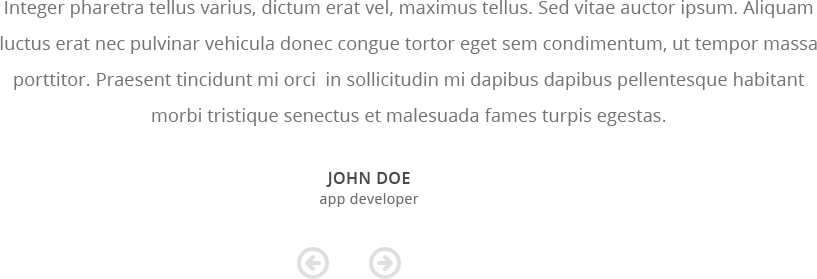 Integer pharetra tellus varius, dictum erat vel, maximus tellus. Sed vitae auctor ipsum. Aliquam
luctus erat nec pulvinar vehicula donec congue tortor eget sem condimentum, ut tempor massa
porttitor. Praesent tincidunt mi orci  in sollicitudin mi dapibus dapibus pellentesque habitant
morbi tristique senectus et malesuada fames turpis egestas.
JOHN DOE
app developer